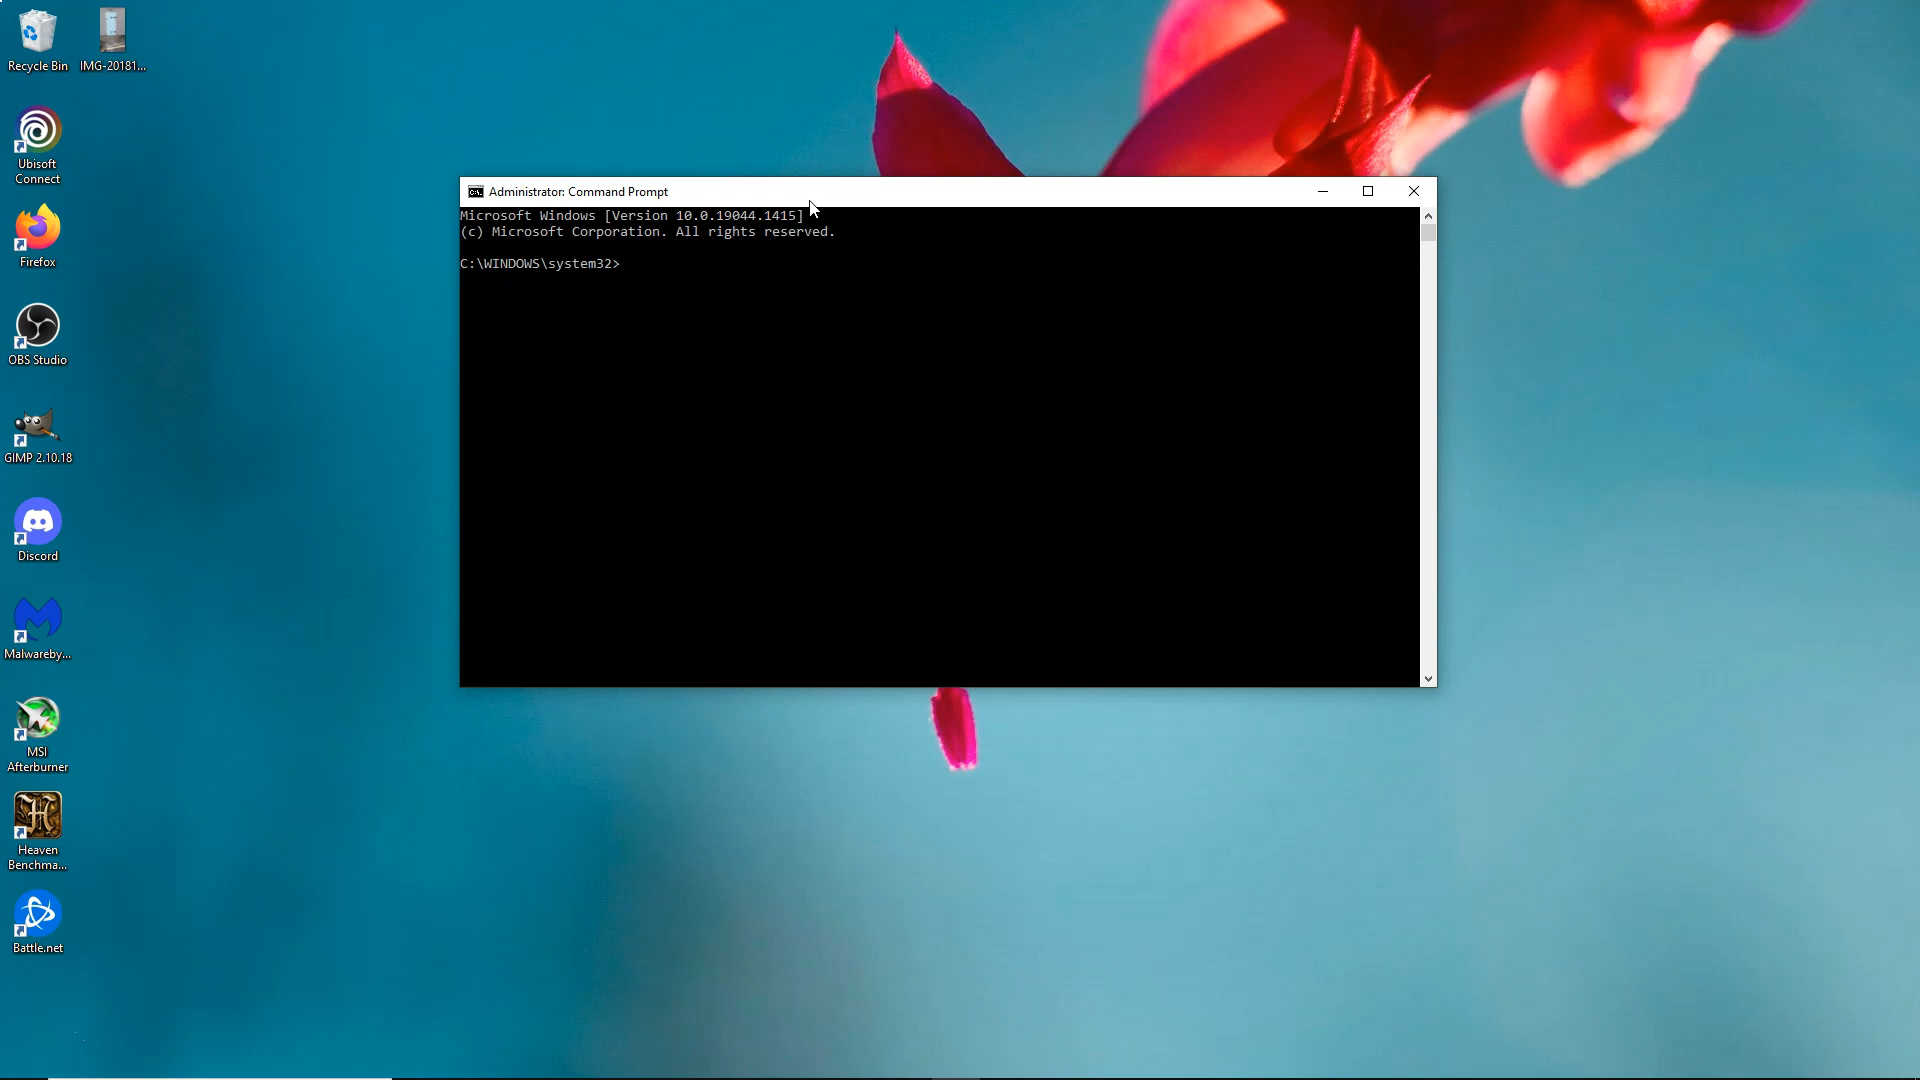 Recycle Bin
IMG-20181...
Ubisoft
Connect
Firefox
OBS Studio
GIMP 2.10.18
Discord
Malwareby...
MSI
Afterburner
Heaven
Benchma...
Battle.net
Administrator: Command Prompt
Microsoft Windows [Version 10.0.19044.1415]
(c) Microsoft Corporation. All rights reserved.
C:\WINDOWS\system32>